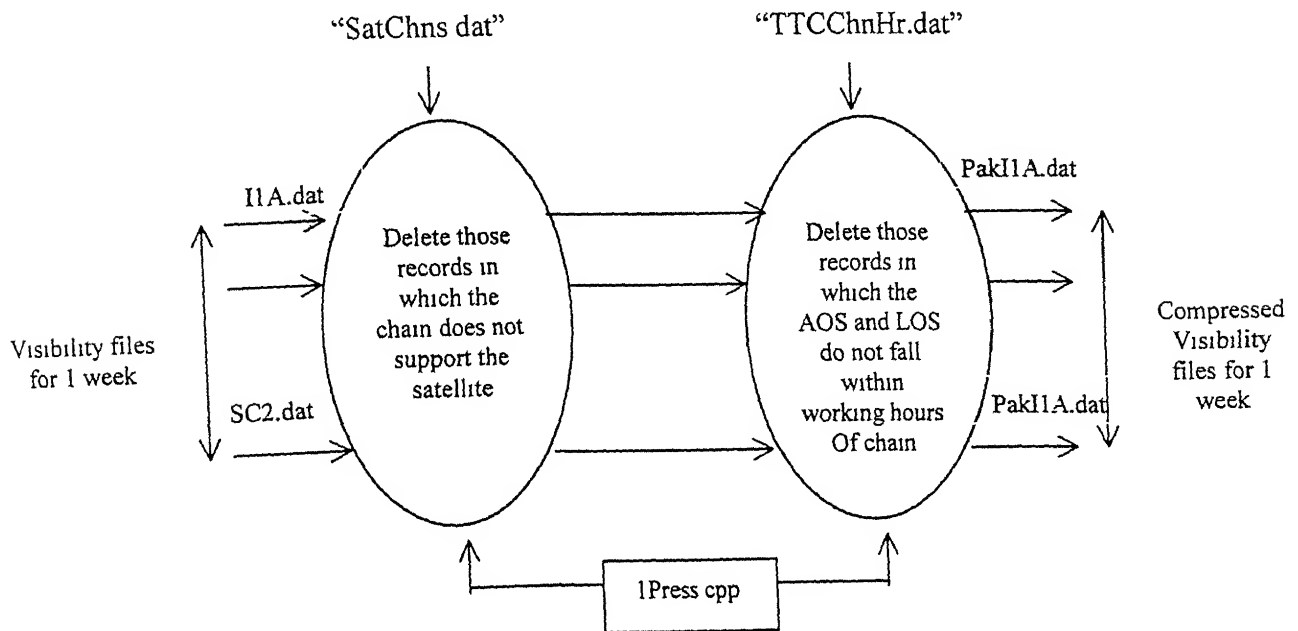 “SatChns dat”
“TTCChnHr.dat”
I1A.dat
PakI1A.dat
Delete those
records in
which the
chain does not
support the
satellite
Delete those
records in
which the
AOS and LOS
do not fall
within
working hours
Of chain
Visibility files
for 1 week
Compressed
Visibility
files for 1
week
SC2.dat
PakI1A.dat
1Press cpp